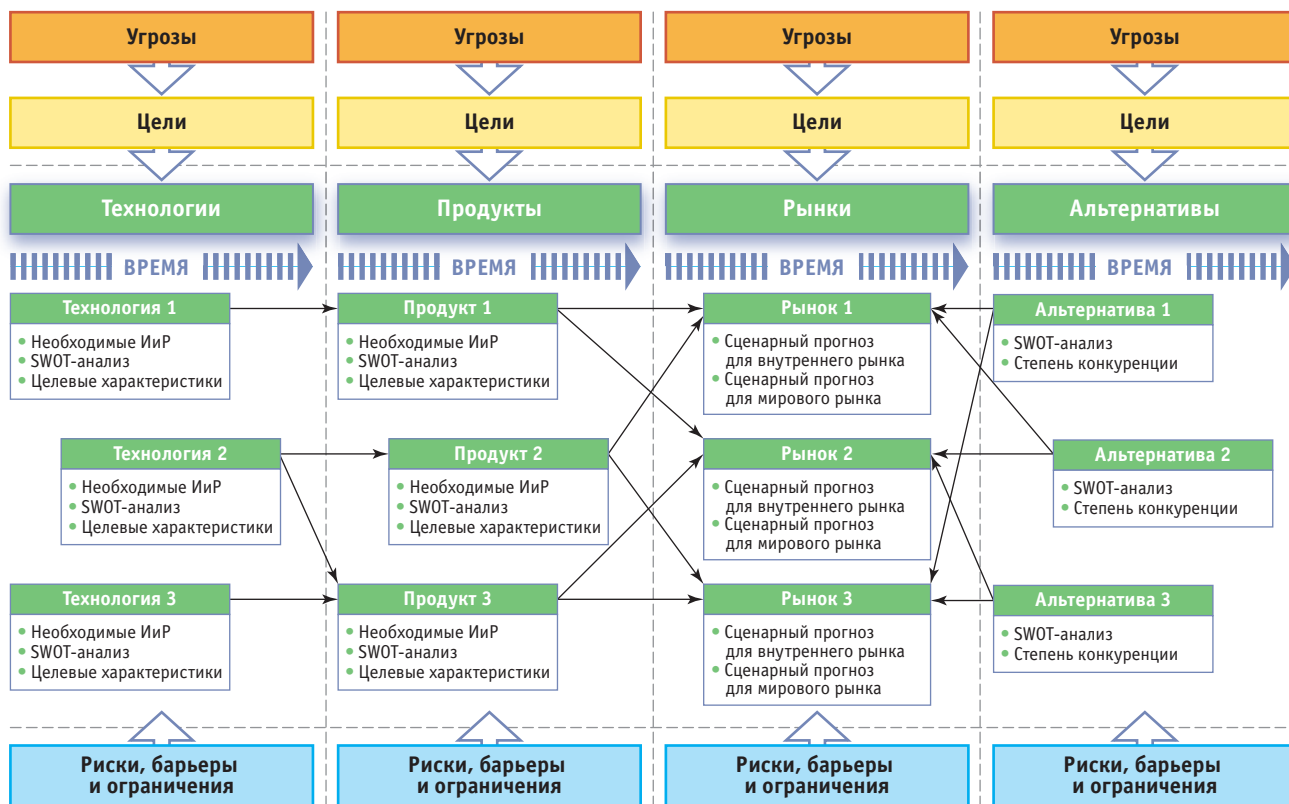 Угрозы
Угрозы
Угрозы
Угрозы
Цели
Цели
Цели
Цели
Технологии
Продукты
Рынки
Альтернативы
ВРЕМЯ
ВРЕМЯ
ВРЕМЯ
ВРЕМЯ
Технология 1
• Необходимые ИиР
• SWOT-анализ
• Целевые характеристики
Продукт 1
• Необходимые ИиР
• SWOT-анализ
• Целевые характеристики
Рынок 1
• Сценарный прогноз
для внутреннего рынка
• Сценарный прогноз
для мирового рынка
Альтернатива 1
• SWOT-анализ
• Степень конкуренции
Технология 2
• Необходимые ИиР
• SWOT-анализ
• Целевые характеристики
Продукт 2
• Необходимые ИиР
• SWOT-анализ
• Целевые характеристики
Рынок 2
• Сценарный прогноз
для внутреннего рынка
• Сценарный прогноз
для мирового рынка
Альтернатива 2
• SWOT-анализ
• Степень конкуренции
Технология 3
• Необходимые ИиР
• SWOT-анализ
• Целевые характеристики
Продукт 3
• Необходимые ИиР
• SWOT-анализ
• Целевые характеристики
Рынок 3
• Сценарный прогноз
для внутреннего рынка
• Сценарный прогноз
для мирового рынка
Альтернатива 3
• SWOT-анализ
• Степень конкуренции
Риски, барьеры
и ограничения
Риски, барьеры
и ограничения
Риски, барьеры
и ограничения
Риски, барьеры
и ограничения